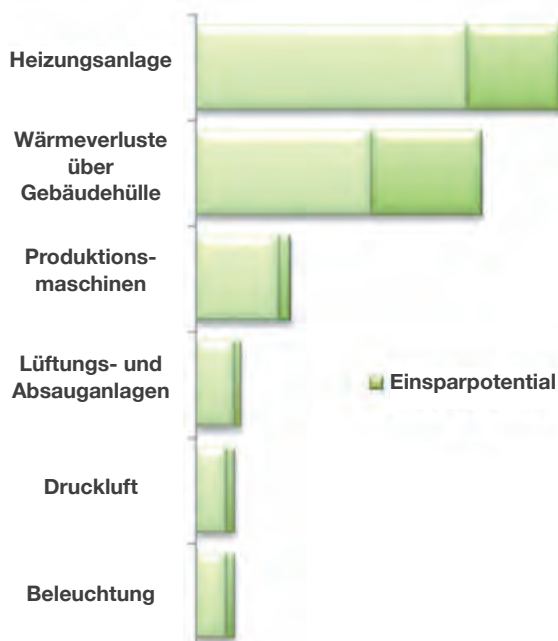 Heizungsanlage
Wärmeverluste
über
Gebäudehülle
Produktions-
maschinen
Lüftungs- und
Absauganlagen
Einsparpotential
Druckluft
Beleuchtung